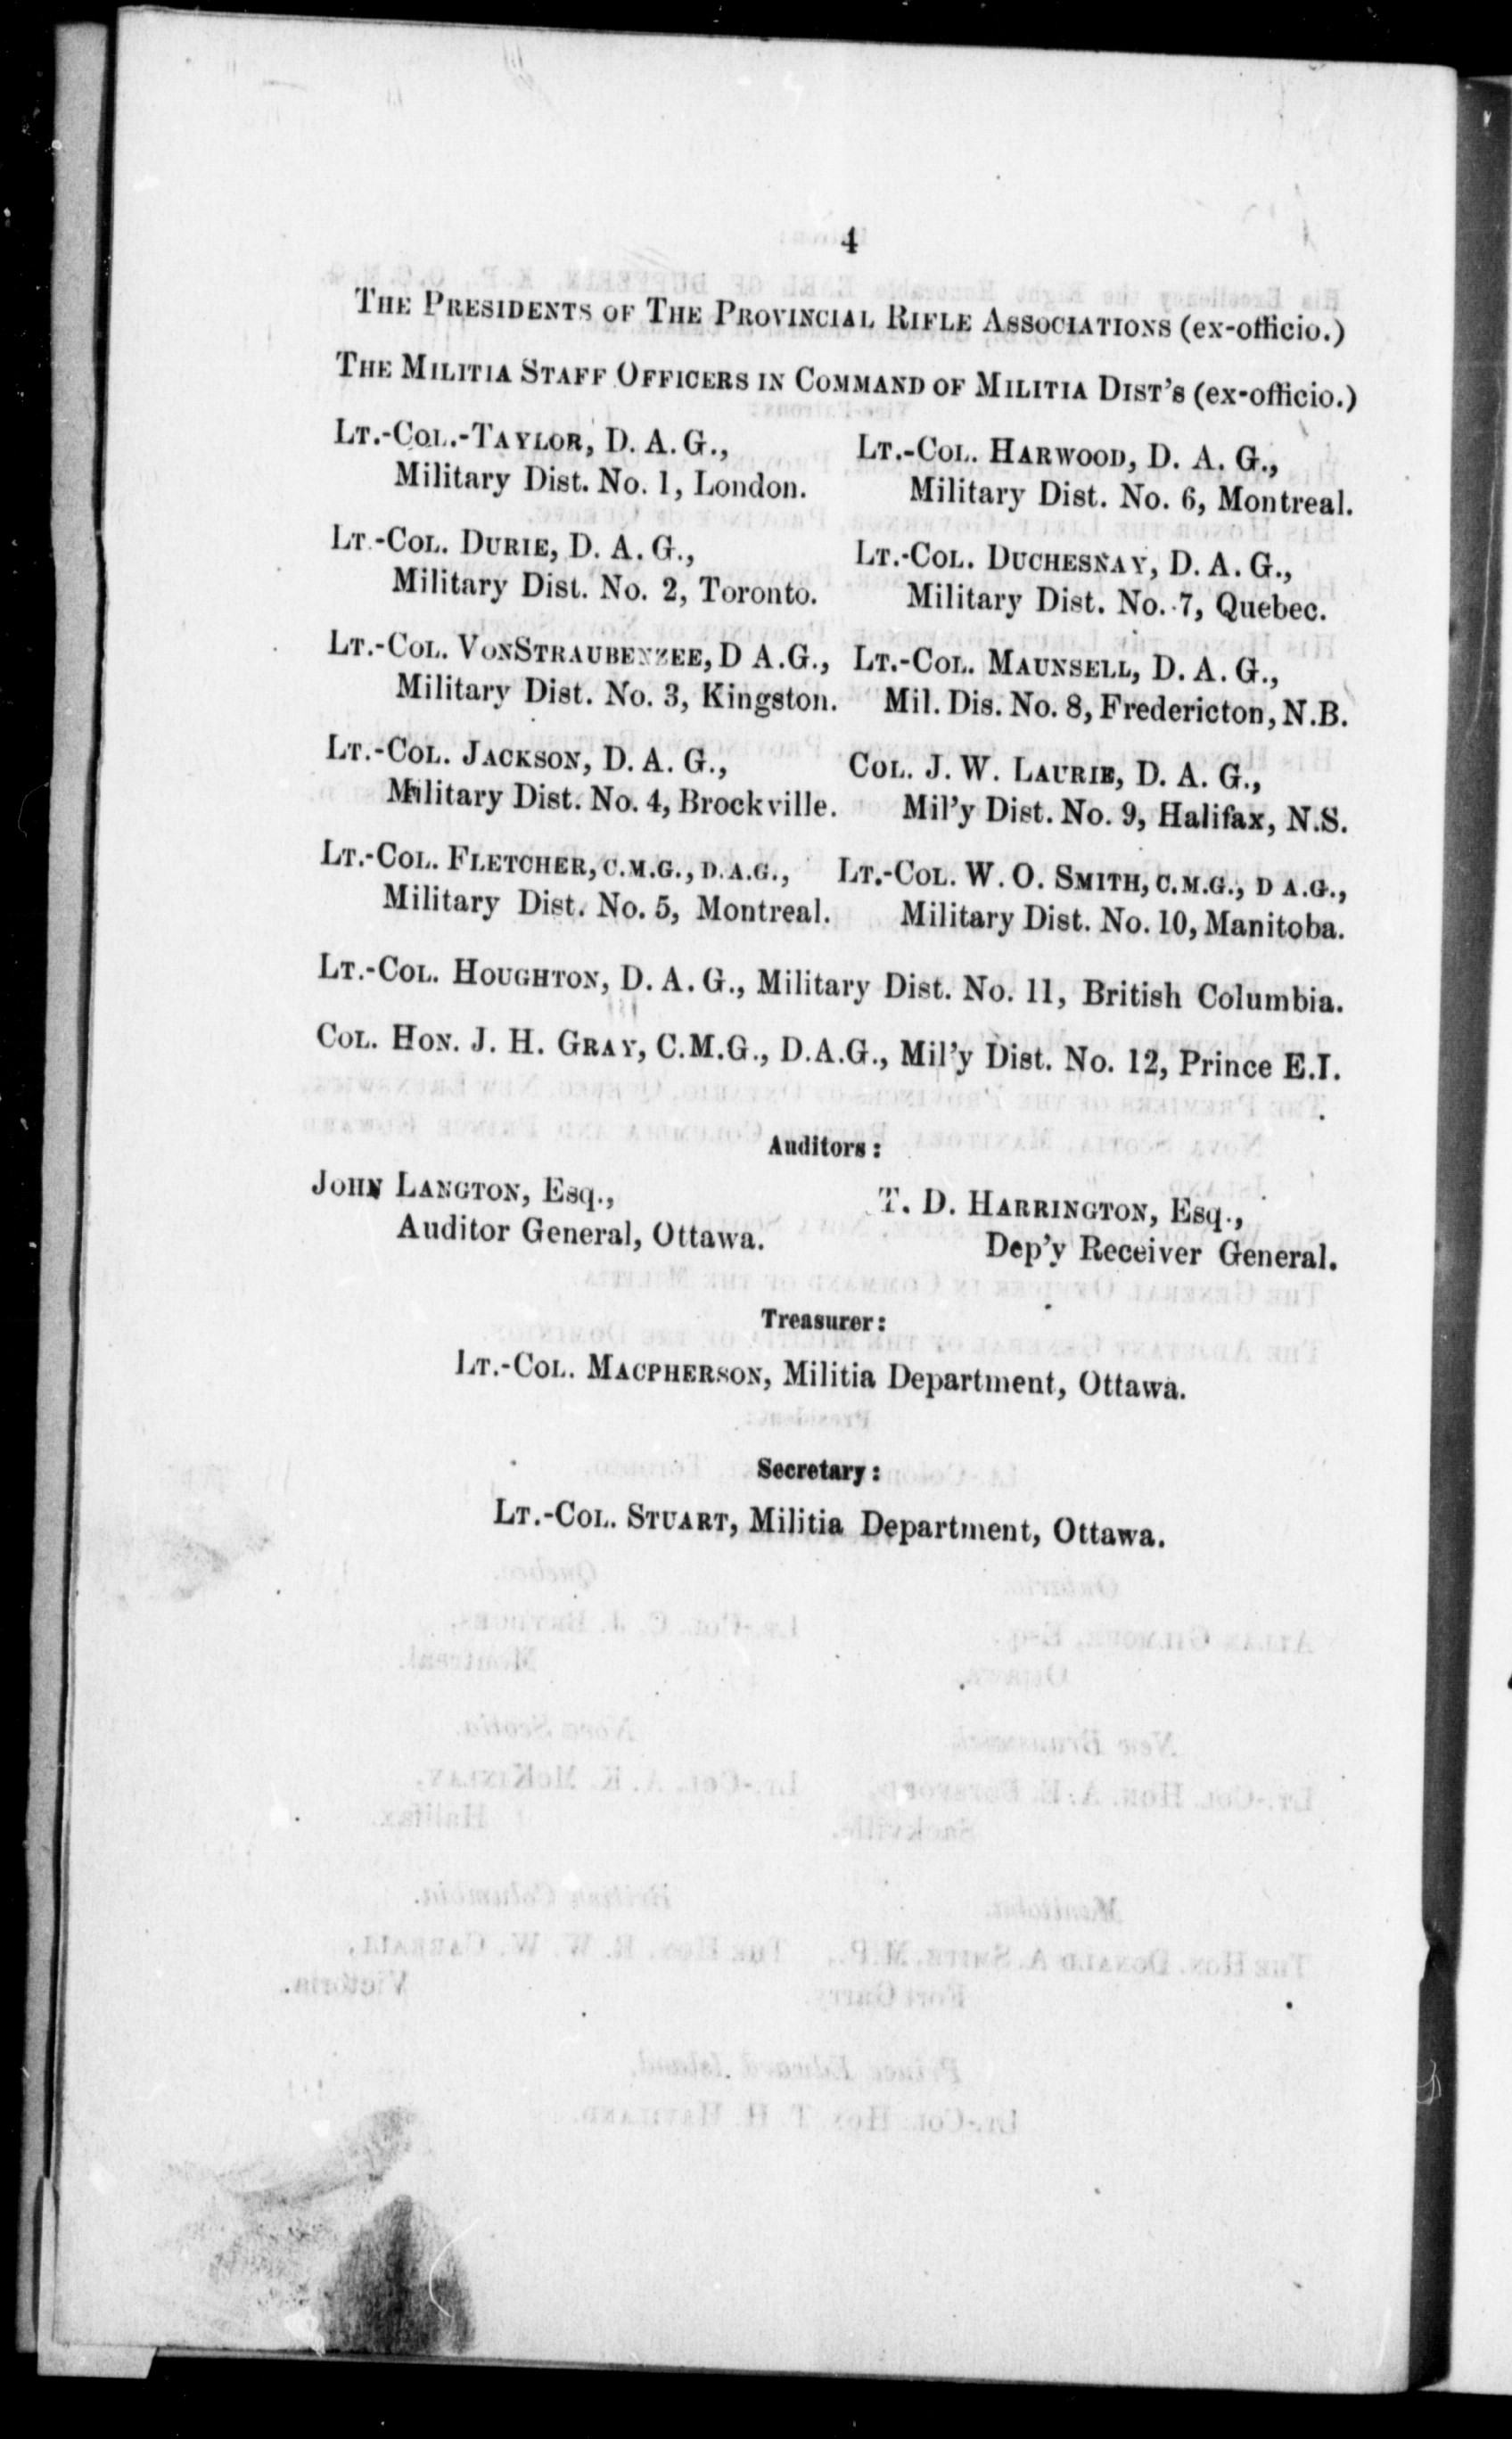 4
THE PRESIDENTS OF THE PROVINCIAL RIFLE ASSOCIATIONS (ex-officio.)
THE MILITIA STAFF OFFICERS IN COMMAND OF MILITIA DIST'S (ex-officio.)
LT.-COL.-TAYLOR, D. A. G.,
Military Dist. No. 1, London.
LT.-COL. DURIE, D. A. G.,
Military Dist. No. 2, Toronto.
LT.-COL. VONSTRAUBENZEE, D A.G.,
Military Dist. No. 3, Kingston.
LT.-COL. JACKSON, D. A. G.,
Military Dist. No. 4, Brockville.
LT.-COL. FLETCHER, C.M.G., D.A.G.,
Military Dist. No. 5, Montreal.
LT.-COL. HARWOOD, D. A. G.,
Military Dist. No. 6, Montreal.
LT.-COL. DUCHESNAY, D. A. G.,
Military Dist. No. 7, Quebec.
LT.-COL. MAUNSELL, D. A. G.,
Mil. Dis. No. 8, Fredericton, N.B.
COL. J. W. LAURIE, D. A. G.,
Mil'y Dist. No. 9, Halifax, N.S.
LT.-COL. W. O. SMITH, C.M.G., D A.G.,
Military Dist. No. 10, Manitoba.
LT.-COL. HOUGHTON, D. A. G., Military Dist. No. 11, British Columbia.
COL. HON. J. H. GRAY, C.M.G., D.A.G., Mil'y Dist. No. 12, Prince E.I.
Auditors:
JOHN LANGTON, Esq.,
Auditor General, Ottawa.
T. D. HARRINGTON, Esq.,
Dep'y Receiver General.
Treasurer:
LT.-COL. MACPHERSON, Militia Department, Ottawa.
Secretary:
LT.-COL. STUART, Militia Department, Ottawa.